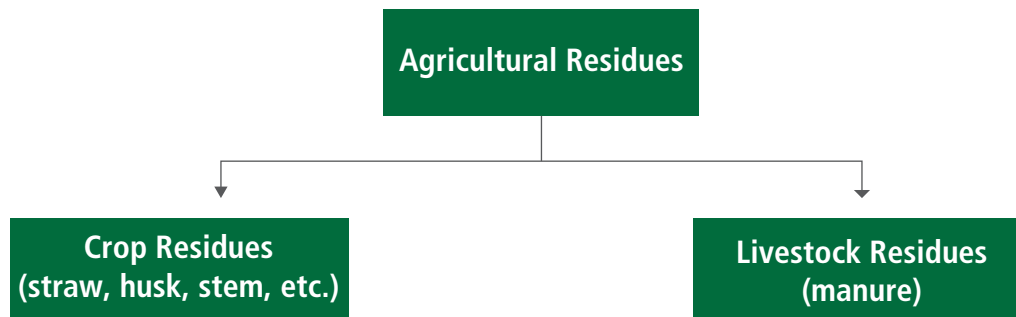 Agricultural Residues
Crop Residues
(straw, husk, stem, etc.)
Livestock Residues
(manure)